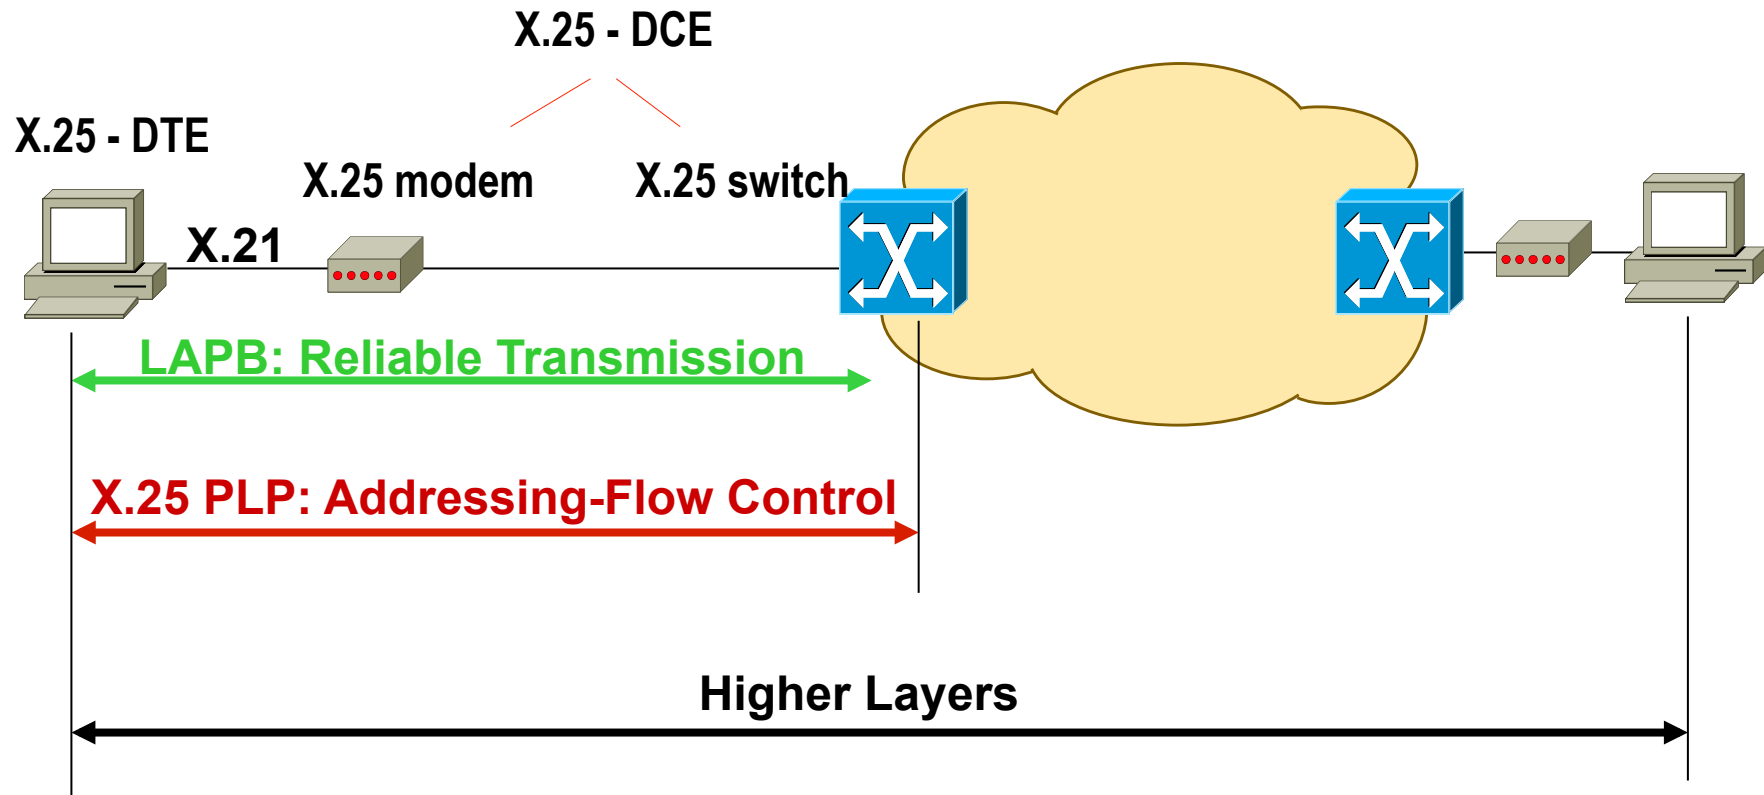 X.25 - DCE
X.25 - DTE
X.25 modem
X.25 switch
X.21
LAPB: Reliable Transmission
X.25 PLP: Addressing-Flow Control
Higher Layers